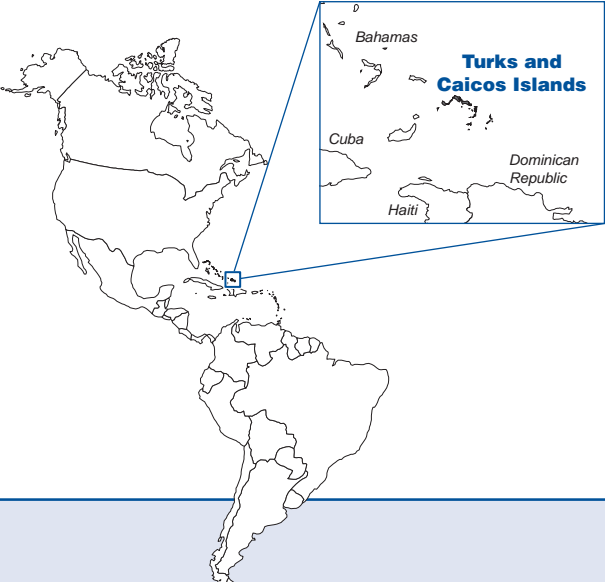 Bahamas
Turks and
Caicos Islands
Cuba
Dominican
Republic
Haiti